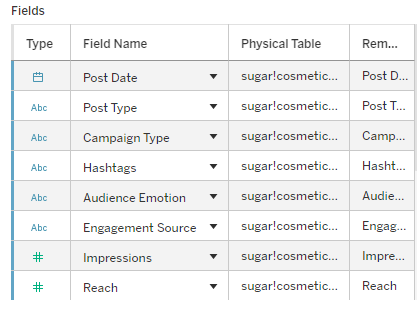 Fields
Type Field Name Physical Table Rem...
Post Date sugar!cosmetic... Post D...
Abc Post Type sugar!cosmetic... Post T...
Abc Campaign Type sugar!cosmetic... Camp...
Abc Hashtags sugar!cosmetic... Hasht...
Abc Audience Emotion sugar!cosmetic... Audie...
Abc Engagement Source sugar!cosmetic... Engag...
# Impressions sugar!cosmetic... Impre...
# Reach sugar!cosmetic... Reach